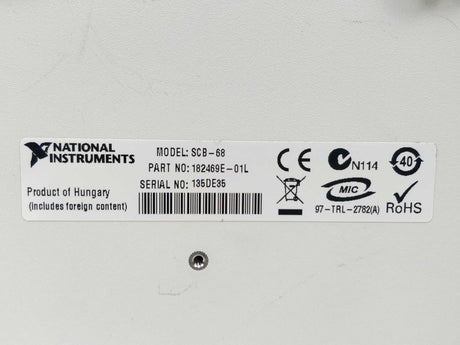 NATIONAL
INSTRUMENTS
MODEL: SCB-68
PART NO: 182469E-01L
SERIAL NO: 135DE35
Product of Hungary
(includes foreign content)
CE
N114
40
MIC
97-TRL-2782(A)
RoHS